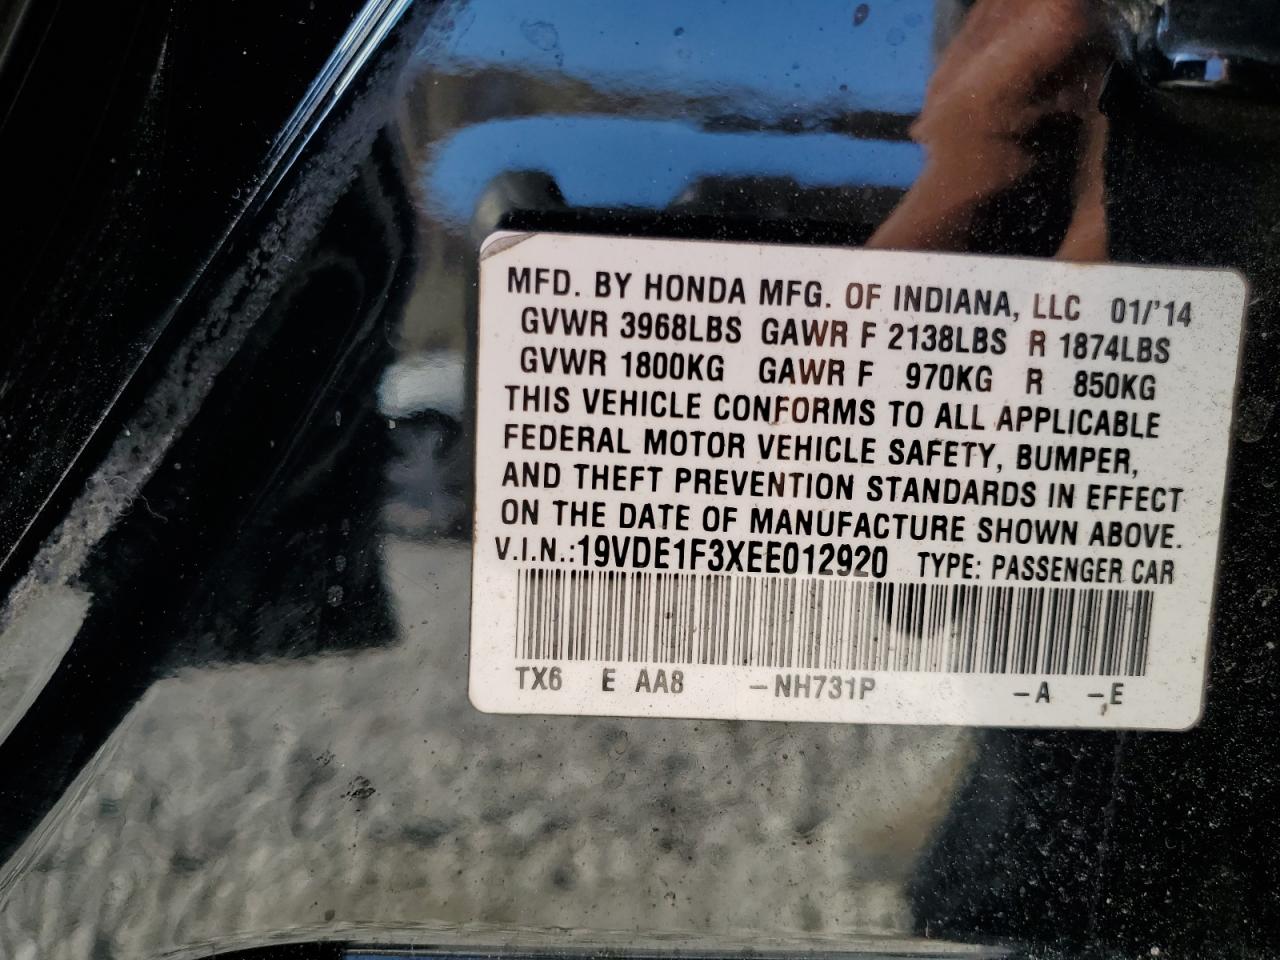 MFD. BY HONDA MFG. OF INDIANA, LLC 01/'14
GVWR 3968LBS GAWR F 2138LBS R 1874LBS
GVWR 1800KG GAWR F 970KG R 850KG
THIS VEHICLE CONFORMS TO ALL APPLICABLE
FEDERAL MOTOR VEHICLE SAFETY, BUMPER,
AND THEFT PREVENTION STANDARDS IN EFFECT
ON THE DATE OF MANUFACTURE SHOWN ABOVE.
V.I.N.:19VDE1F3XEE012920 TYPE: PASSENGER CAR
TX6 E AA8 -NH731P -A -E